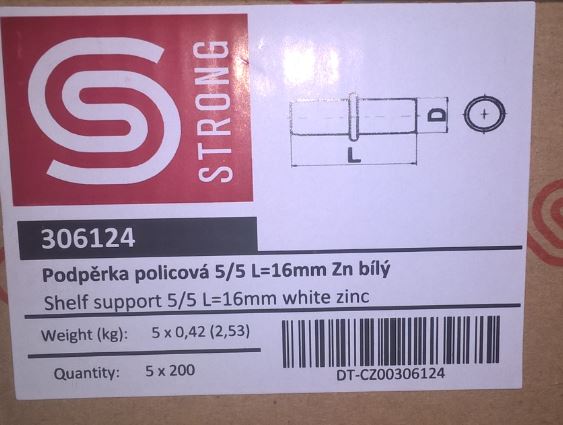 STRONG
D
L
306124
Podpěrka policová 5/5 L=16mm Zn bílý
Shelf support 5/5 L=16mm white zinc
Weight (kg): 5 x 0,42 (2,53)
Quantity: 5 x 200
DT-CZ00306124